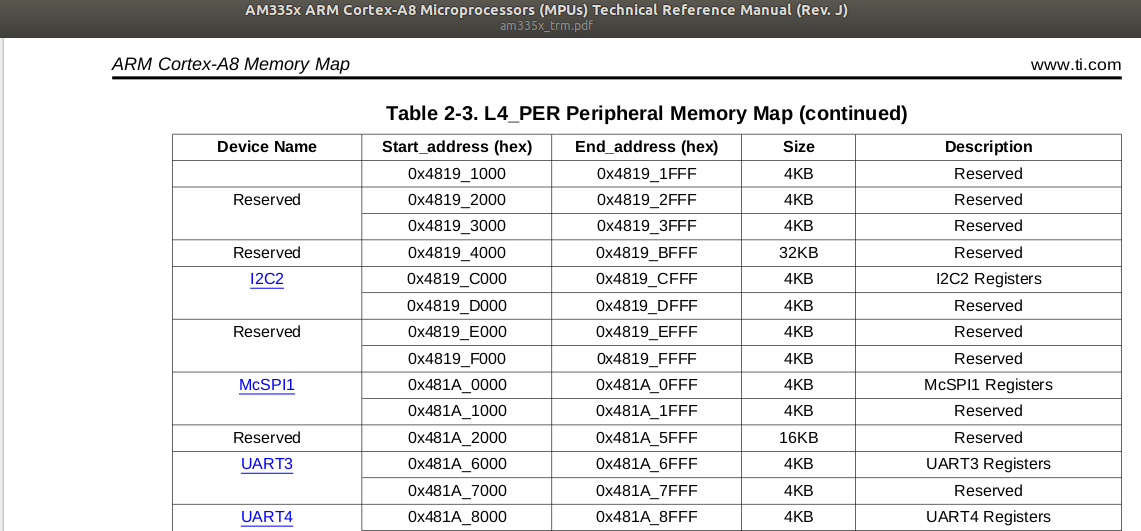 AM335x ARM Cortex-A8 Microprocessors (MPUs) Technical Reference Manual (Rev. J)
am335x_trm.pdf
ARM Cortex-A8 Memory Map www.ti.com
Table 2-3. L4_PER Peripheral Memory Map (continued)
Device Name Start_address (hex) End_address (hex) Size Description
0x4819_1000 0x4819_1FFF 4KB Reserved
Reserved 0x4819_2000 0x4819_2FFF 4KB Reserved
0x4819_3000 0x4819_3FFF 4KB Reserved
Reserved 0x4819_4000 0x4819_BFFF 32KB Reserved
I2C2 0x4819_C000 0x4819_CFFF 4KB I2C2 Registers
0x4819_D000 0x4819_DFFF 4KB Reserved
Reserved 0x4819_E000 0x4819_EFFF 4KB Reserved
0x4819_F000 0x4819_FFFF 4KB Reserved
McSPI1 0x481A_0000 0x481A_0FFF 4KB McSPI1 Registers
0x481A_1000 0x481A_1FFF 4KB Reserved
Reserved 0x481A_2000 0x481A_5FFF 16KB Reserved
UART3 0x481A_6000 0x481A_6FFF 4KB UART3 Registers
0x481A_7000 0x481A_7FFF 4KB Reserved
UART4 0x481A_8000 0x481A_8FFF 4KB UART4 Registers